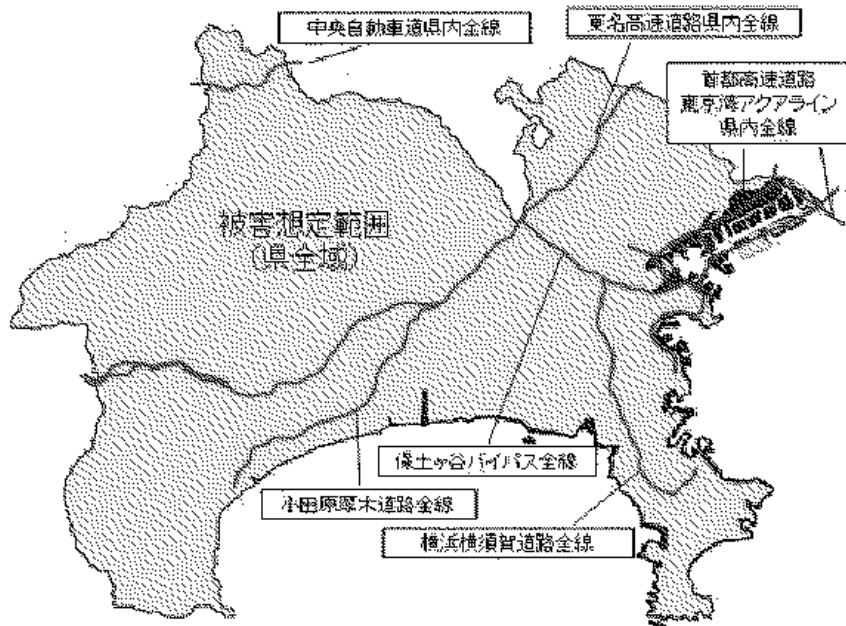 中央自動車道県内全線
東名高速道路県内全線
首都高速道路
東京湾アクアライン
県内全線
被害想定範囲
(県全域)
保土ヶ谷バイパス全線
小田原厚木道路全線
横浜横須賀道路全線